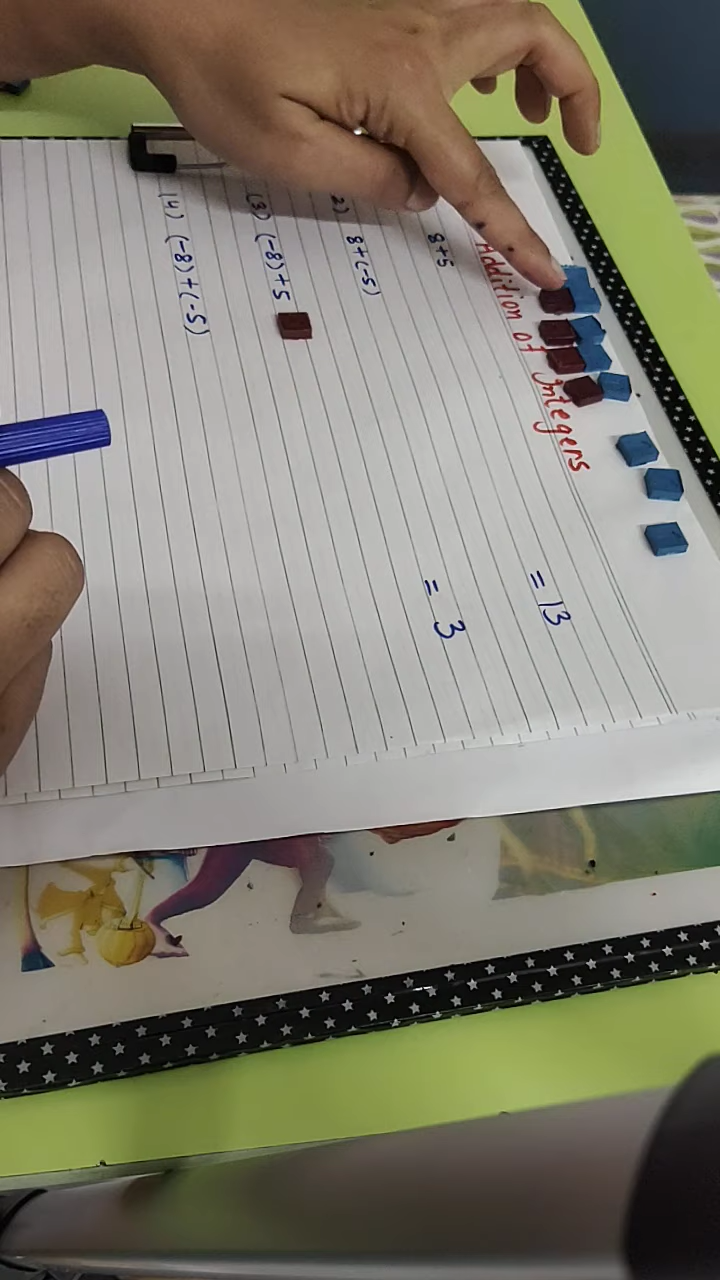 Addition of Integers
8+5 = 13
2) 8+(-5) = 3
(3) (-8)+5
(4) (-8)+(-5)